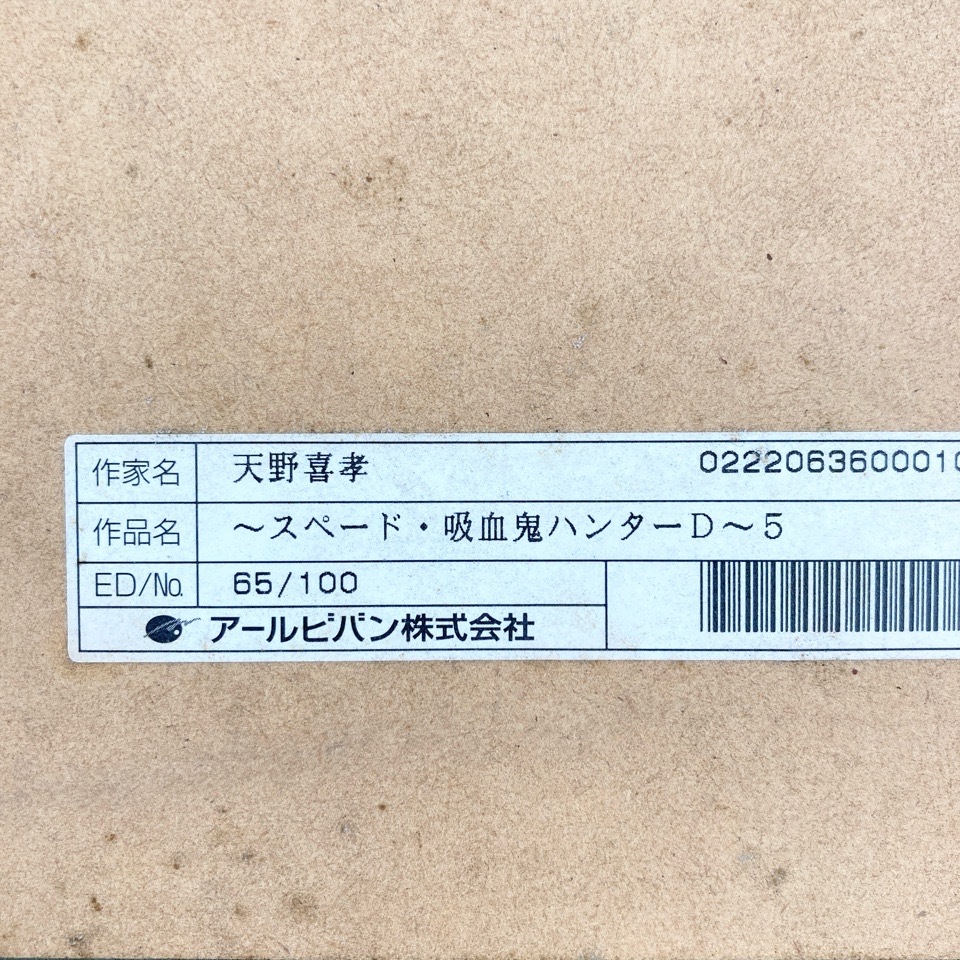 作家名 天野喜孝 0222063600010
作品名 ～スペード・吸血鬼ハンターD～5
ED/No. 65/100
アールビバン株式会社